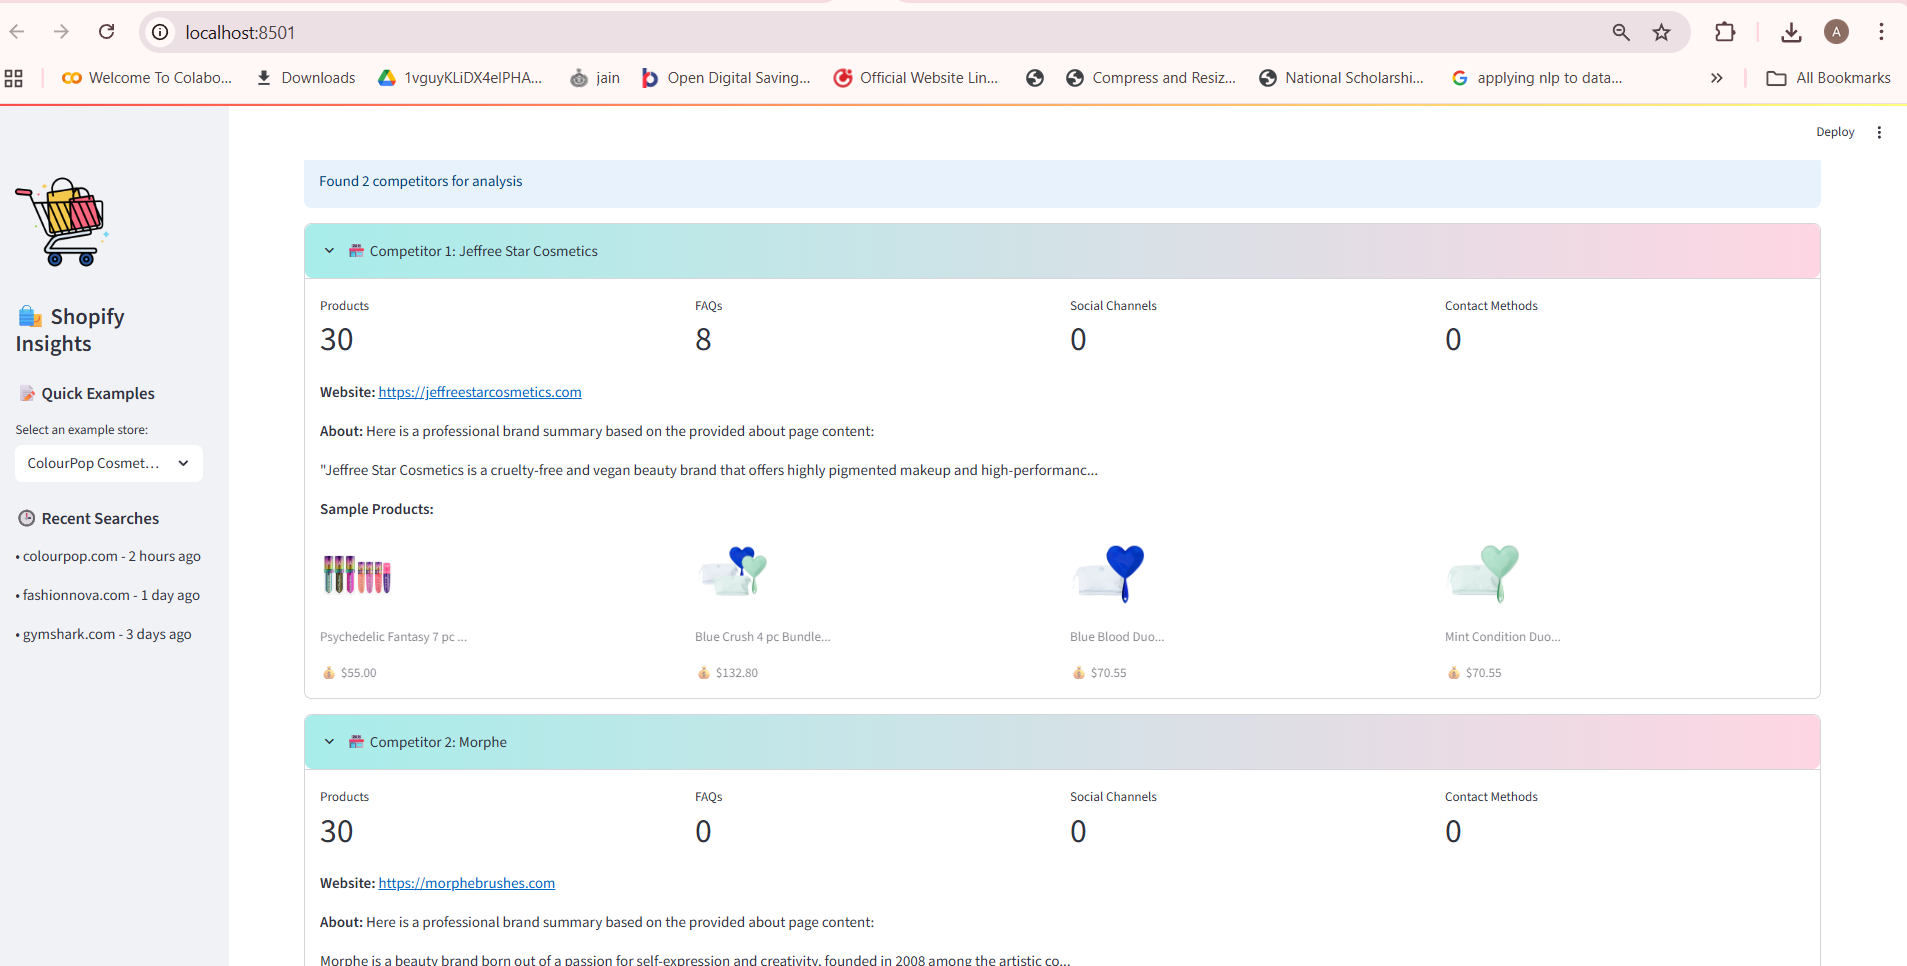 localhost:8501
A
Welcome To Colabo...
Downloads
1vguyKLiDX4elPHA...
jain
Open Digital Saving...
Official Website Lin...
Compress and Resiz...
National Scholarshi...
applying nlp to data...
All Bookmarks
Deploy
Shopify
Insights
Quick Examples
Select an example store:
ColourPop Cosmet...
Recent Searches
• colourpop.com - 2 hours ago
• fashionnova.com - 1 day ago
• gymshark.com - 3 days ago
Found 2 competitors for analysis
Competitor 1: Jeffree Star Cosmetics
Products FAQs Social Channels Contact Methods
30 8 0 0
Website: https://jeffreestarcosmetics.com
About: Here is a professional brand summary based on the provided about page content:
"Jeffree Star Cosmetics is a cruelty-free and vegan beauty brand that offers highly pigmented makeup and high-performanc...
Sample Products:
Psychedelic Fantasy 7 pc ... Blue Crush 4 pc Bundle... Blue Blood Duo... Mint Condition Duo...
$55.00 $132.80 $70.55 $70.55
Competitor 2: Morphe
Products FAQs Social Channels Contact Methods
30 0 0 0
Website: https://morphebrushes.com
About: Here is a professional brand summary based on the provided about page content:
Morphe is a beauty brand born out of a passion for self-expression and creativity, founded in 2008 among the artistic co...